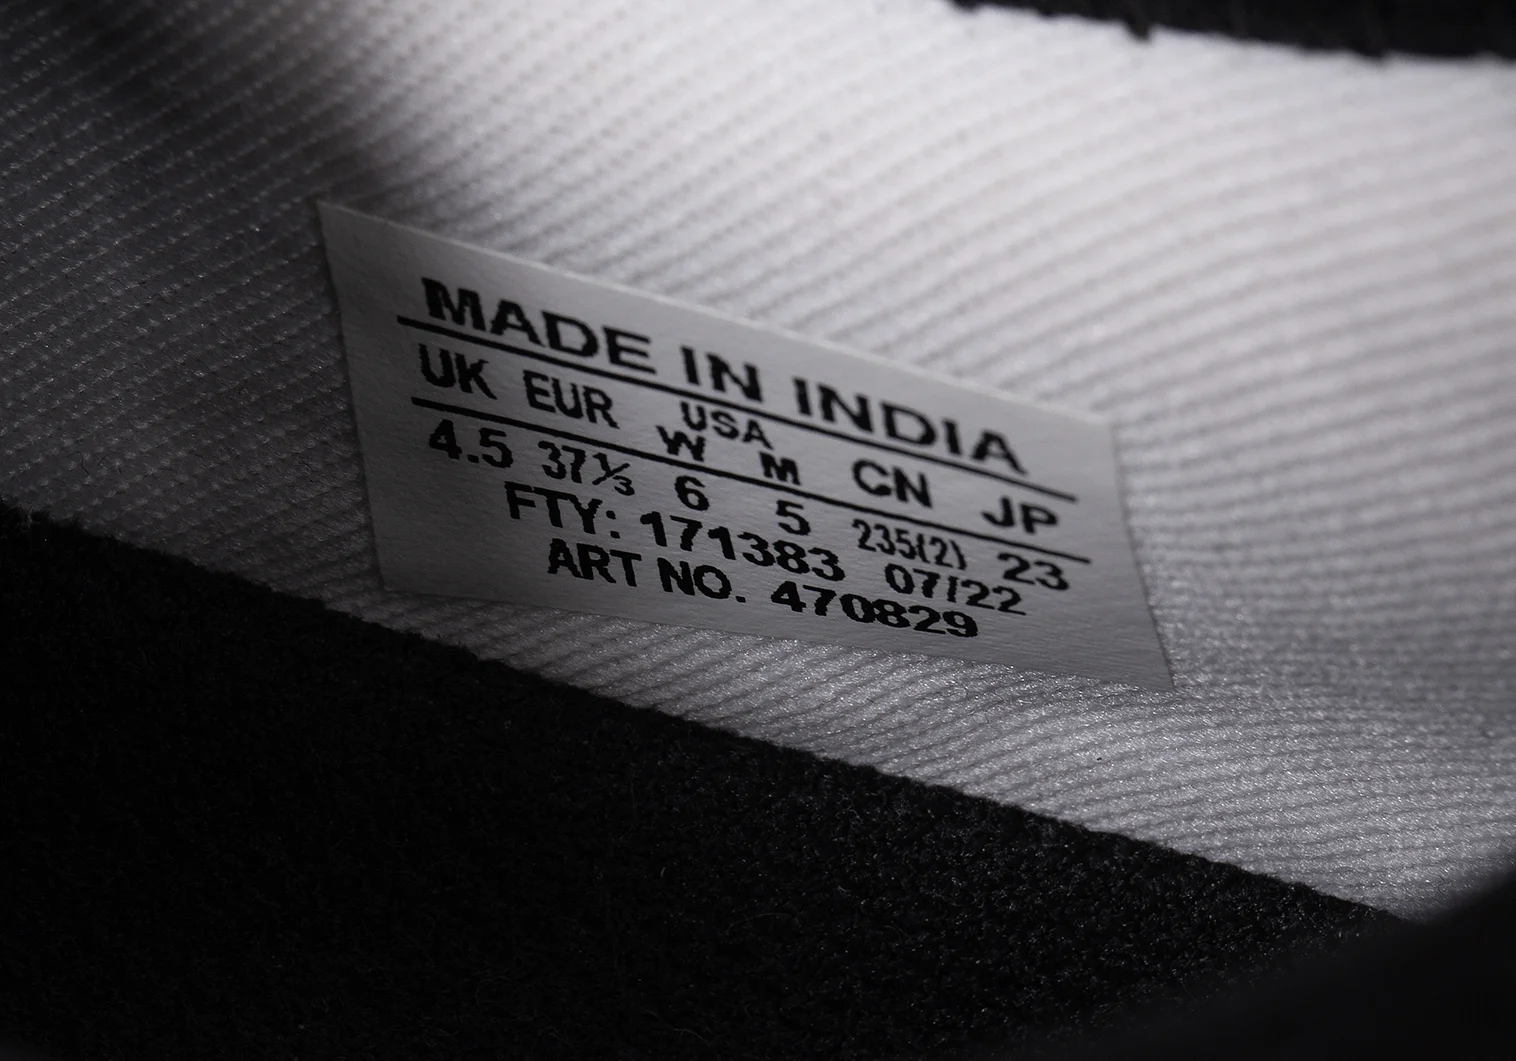 MADE IN INDIA
UK EUR USA CN JP
W M
4.5 37⅓ 6 5 235(2) 23
FTY: 171383 07/22
ART NO. 470829